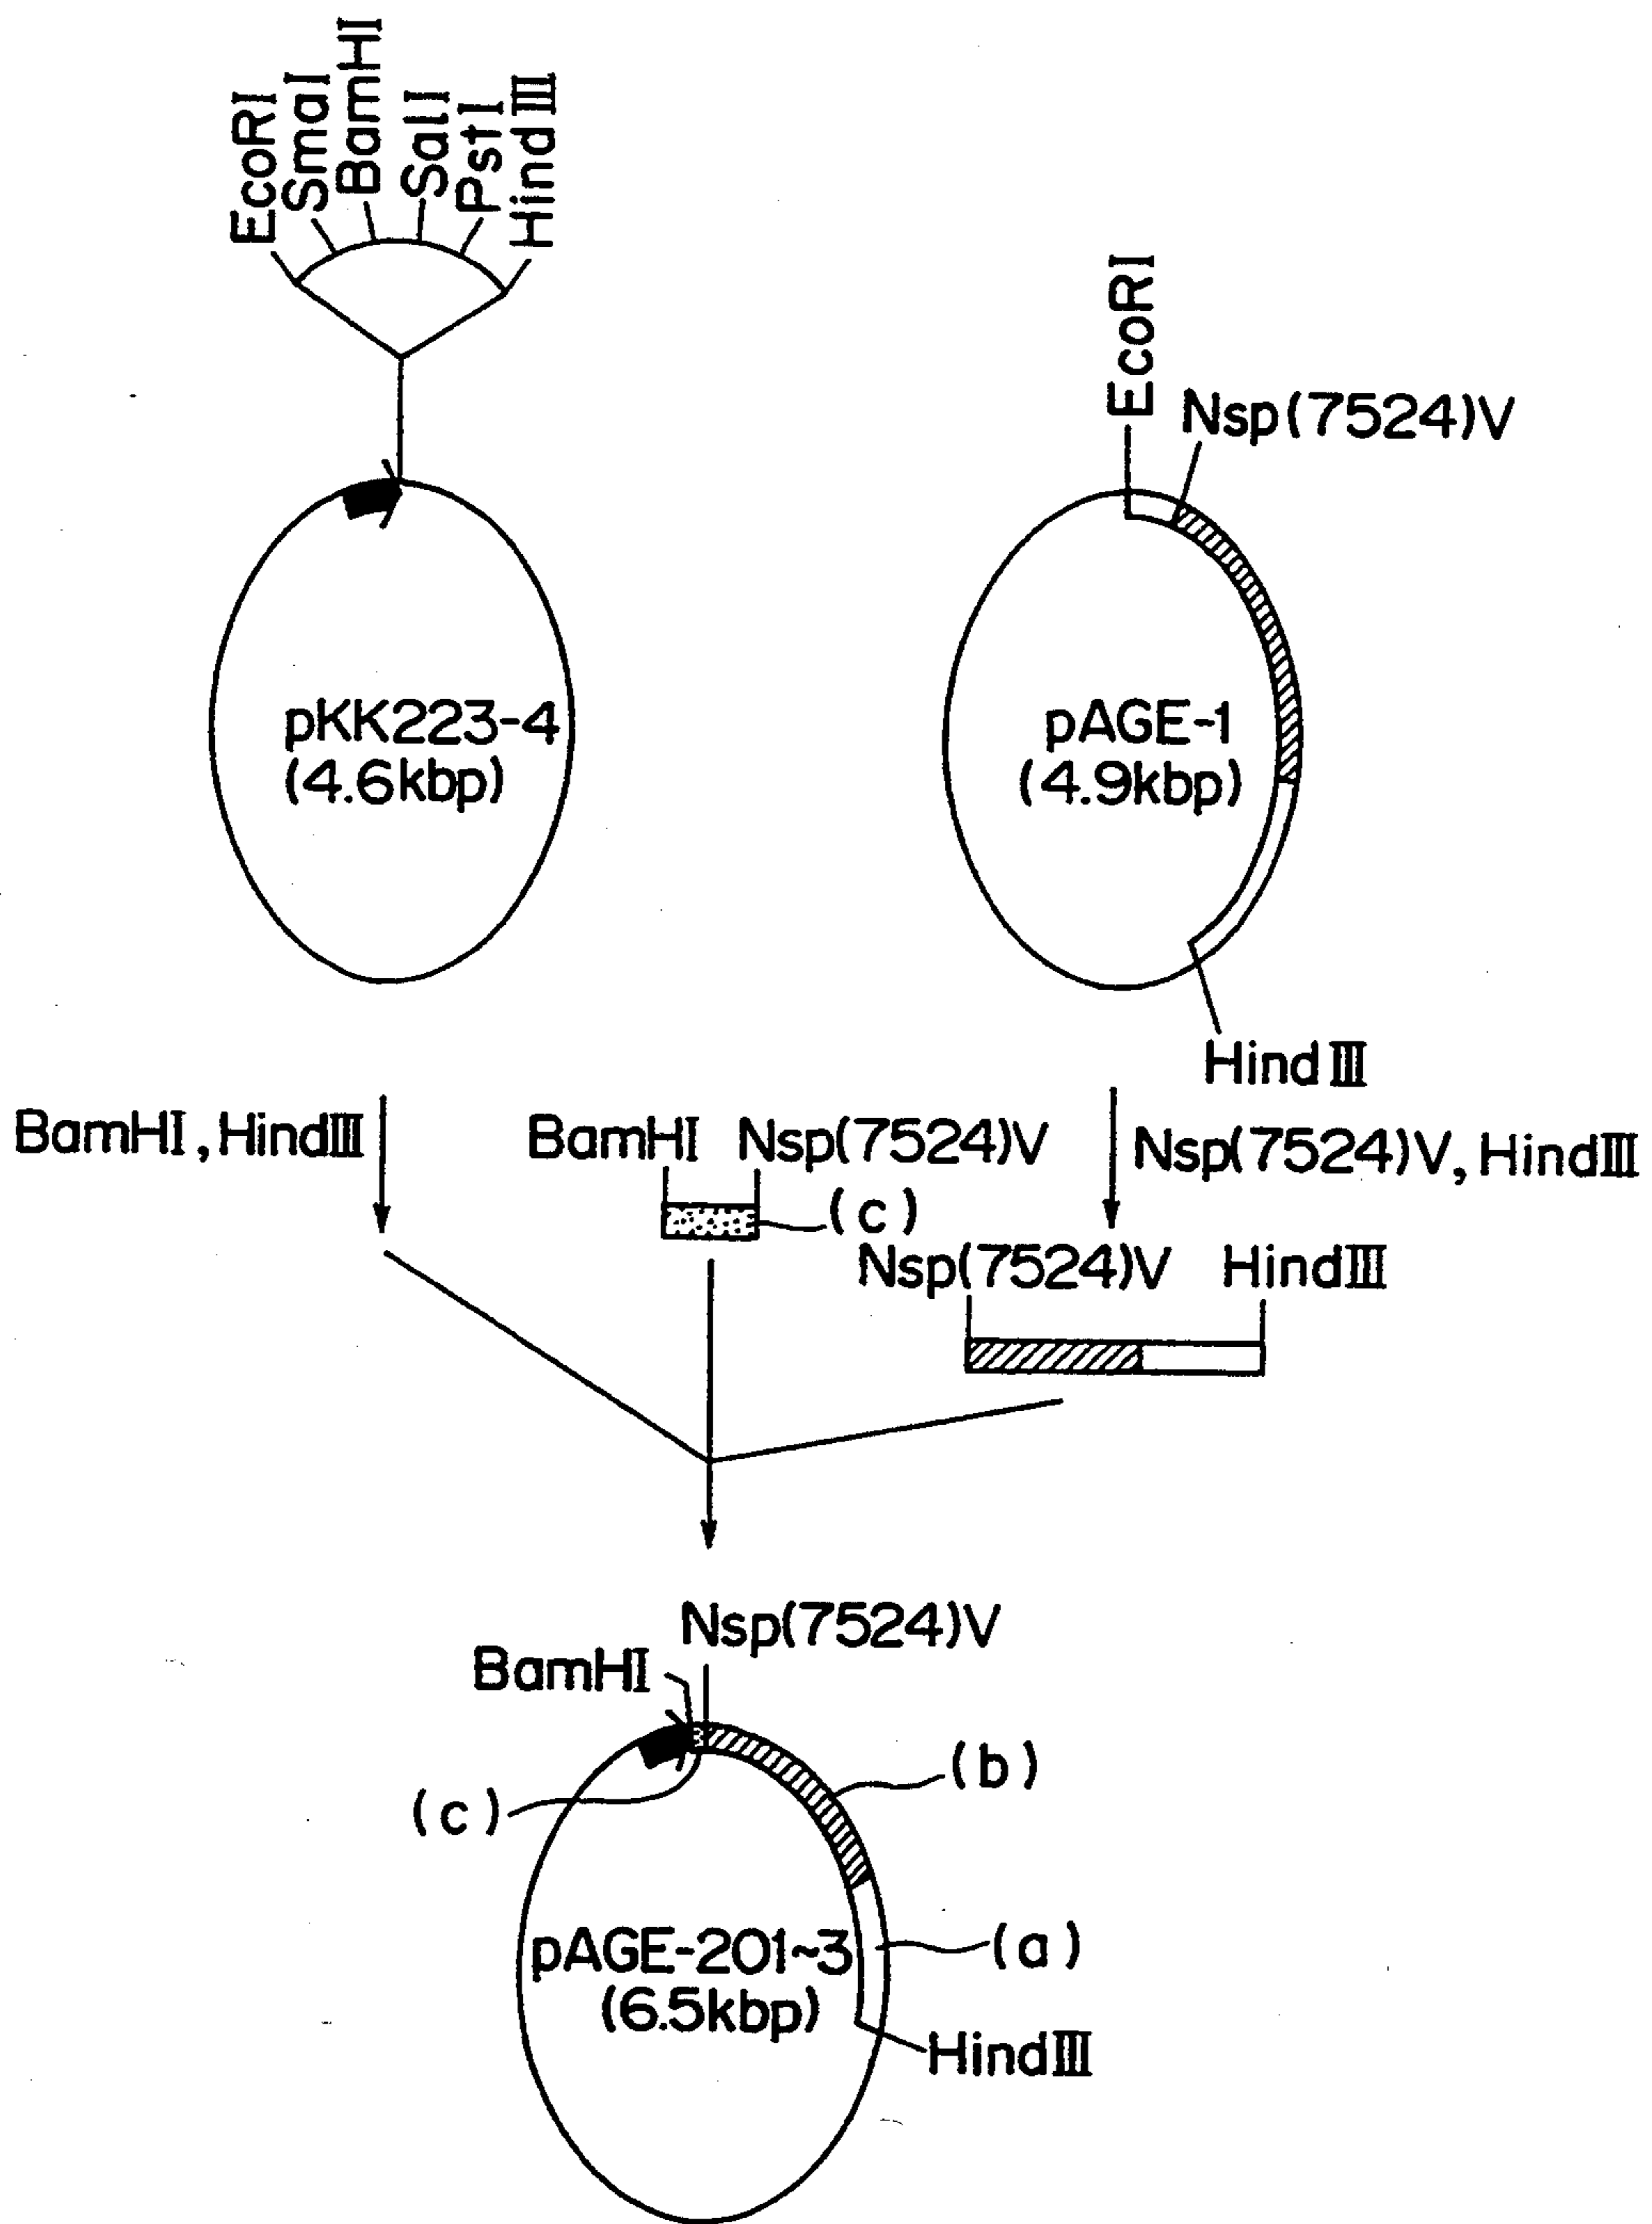 EcoRI
SmaI
BamHI
SalI
PstI
HindIII
EcoRI
Nsp(7524)V
pKK223-4
(4.6kbp)
pAGE-1
(4.9kbp)
HindIII
BamHI, HindIII
BamHI Nsp(7524)V
Nsp(7524)V, HindIII
(c)
Nsp(7524)V HindIII
Nsp(7524)V
BamHI
(b)
(c)
pAGE-201~3
(6.5kbp)
(a)
HindIII